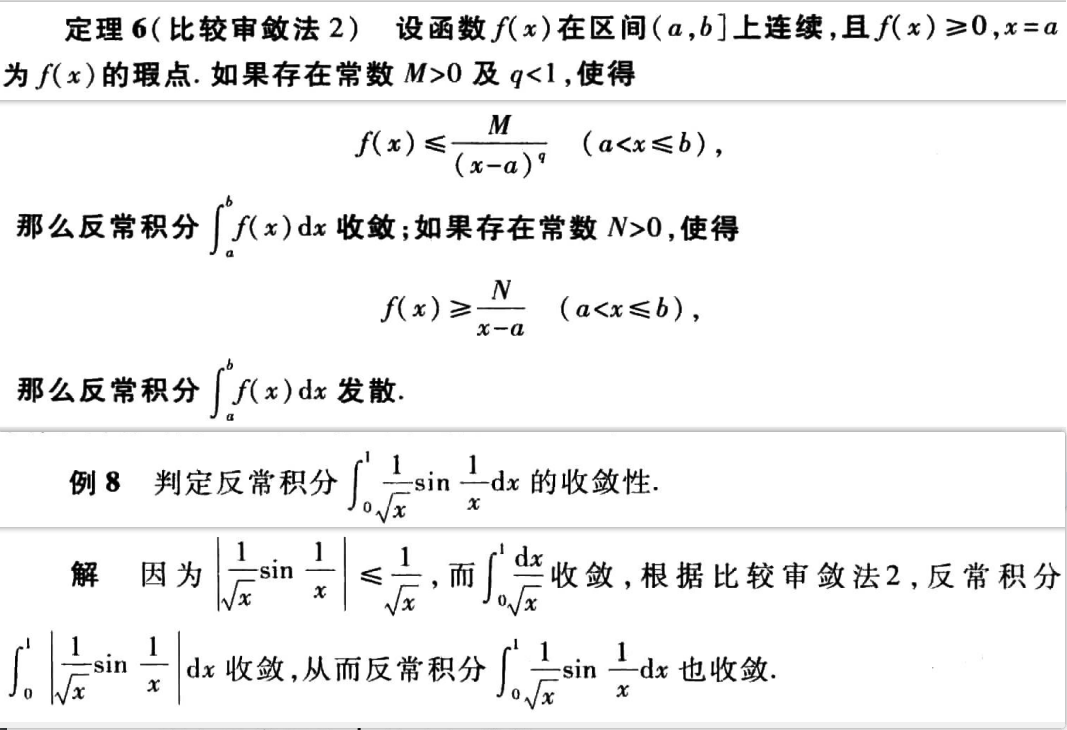 定理 6(比较审敛法 2) 设函数 f(x)在区间(a,b]上连续,且 f(x)≥0,x=a
为 f(x)的瑕点. 如果存在常数 M>0 及 q<1,使得
f(x)≤\frac{M}{(x-a)^q} (a<x≤b),
那么反常积分 \int_a^b f(x)dx 收敛;如果存在常数 N>0,使得
f(x)≥\frac{N}{x-a} (a<x≤b),
那么反常积分 \int_a^b f(x)dx 发散.
例 8 判定反常积分 \int_0^1 \frac{1}{\sqrt{x}} sin \frac{1}{x} dx 的收敛性.
解 因为 \left|\frac{1}{\sqrt{x}} sin \frac{1}{x}\right| ≤ \frac{1}{\sqrt{x}}, 而 \int_0^1 \frac{dx}{\sqrt{x}} 收敛,根据比较审敛法2,反常积分
\int_0^1 \left|\frac{1}{\sqrt{x}} sin \frac{1}{x}\right| dx 收敛,从而反常积分 \int_0^1 \frac{1}{\sqrt{x}} sin \frac{1}{x} dx 也收敛.